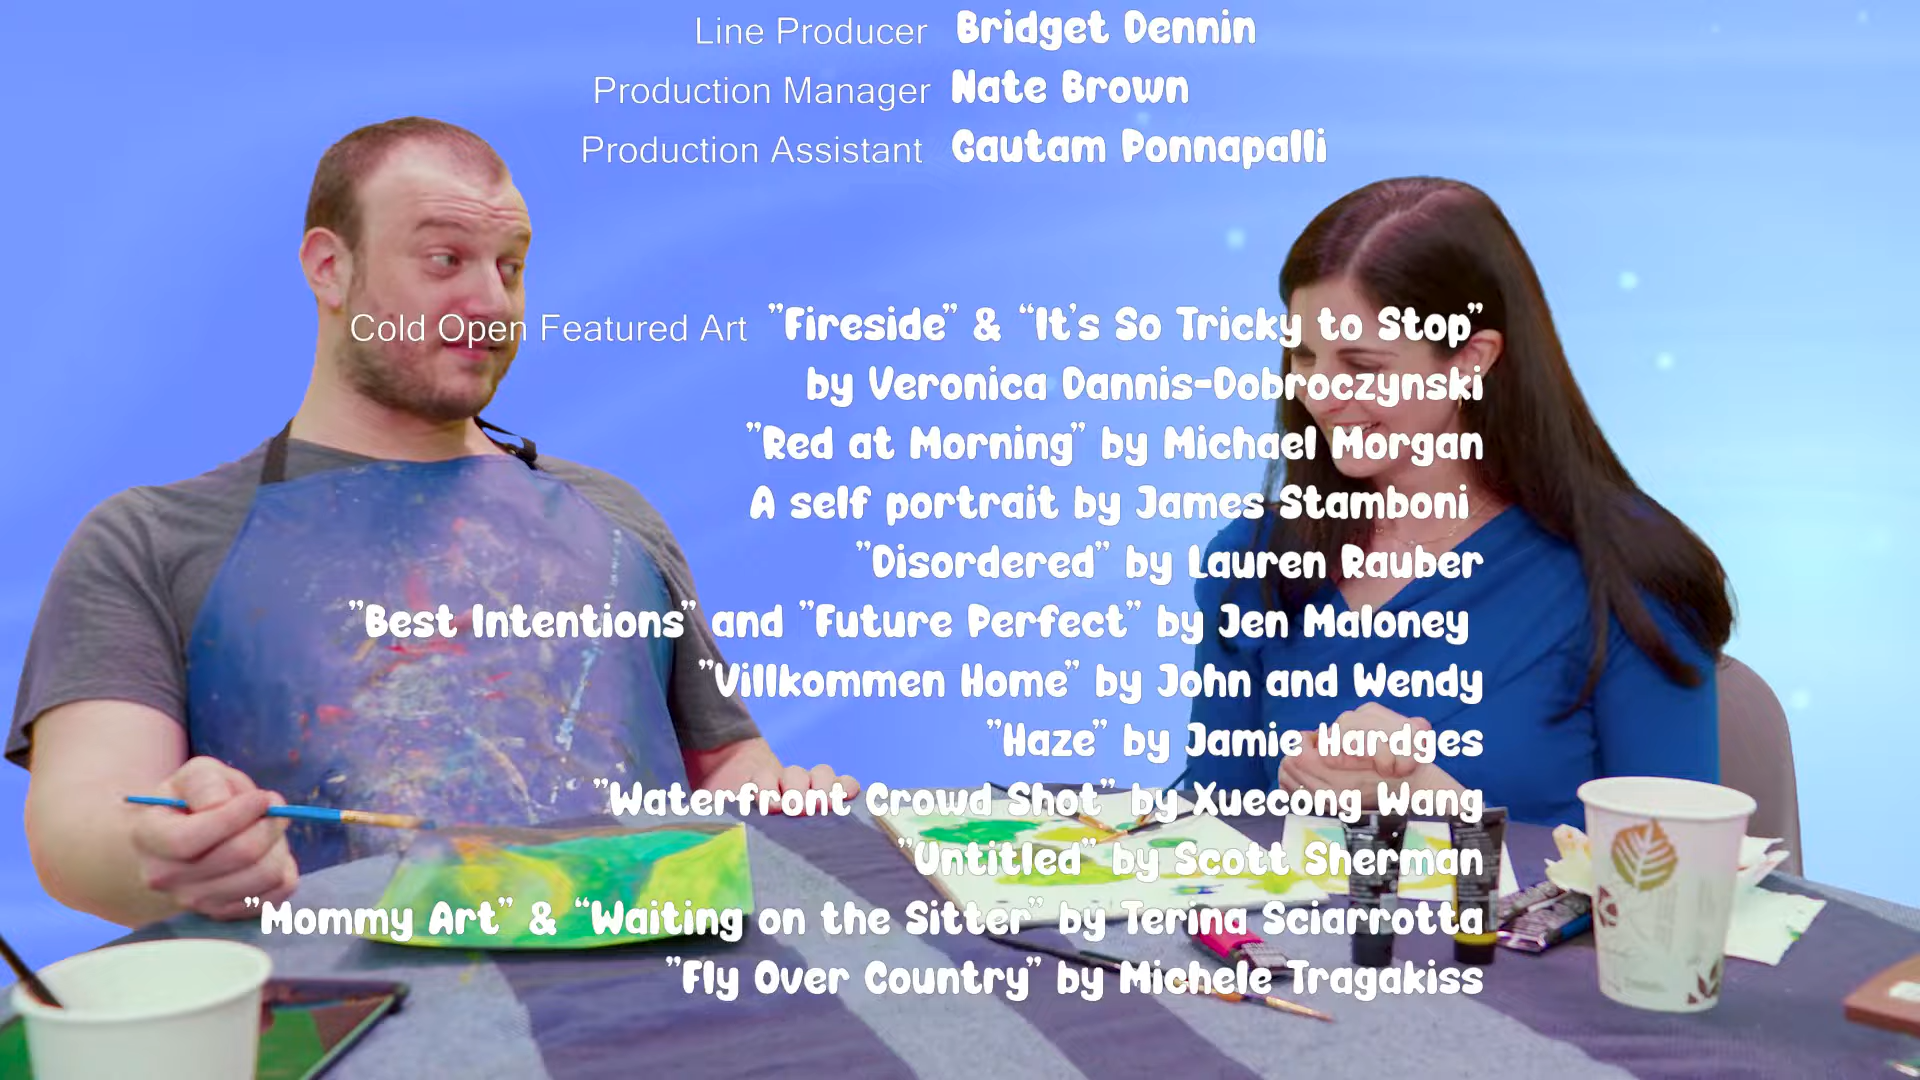 Line Producer Bridget Dennin
Production Manager Nate Brown
Production Assistant Gautam Ponnapalli
Cold Open Featured Art "Fireside" & “It's So Tricky to Stop”
by Veronica Dannis-Dobroczynski
"Red at Morning" by Michael Morgan
A self portrait by James Stamboni
"Disordered" by Lauren Rauber
"Best Intentions" and "Future Perfect" by Jen Maloney
"Villkommen Home" by John and Wendy
"Haze" by Jamie Hardges
"Waterfront Crowd Shot" by Xuecong Wang
"Untitled" by Scott Sherman
"Mommy Art" & “Waiting on the Sitter” by Terina Sciarrotta
"Fly Over Country" by Michele Tragakiss